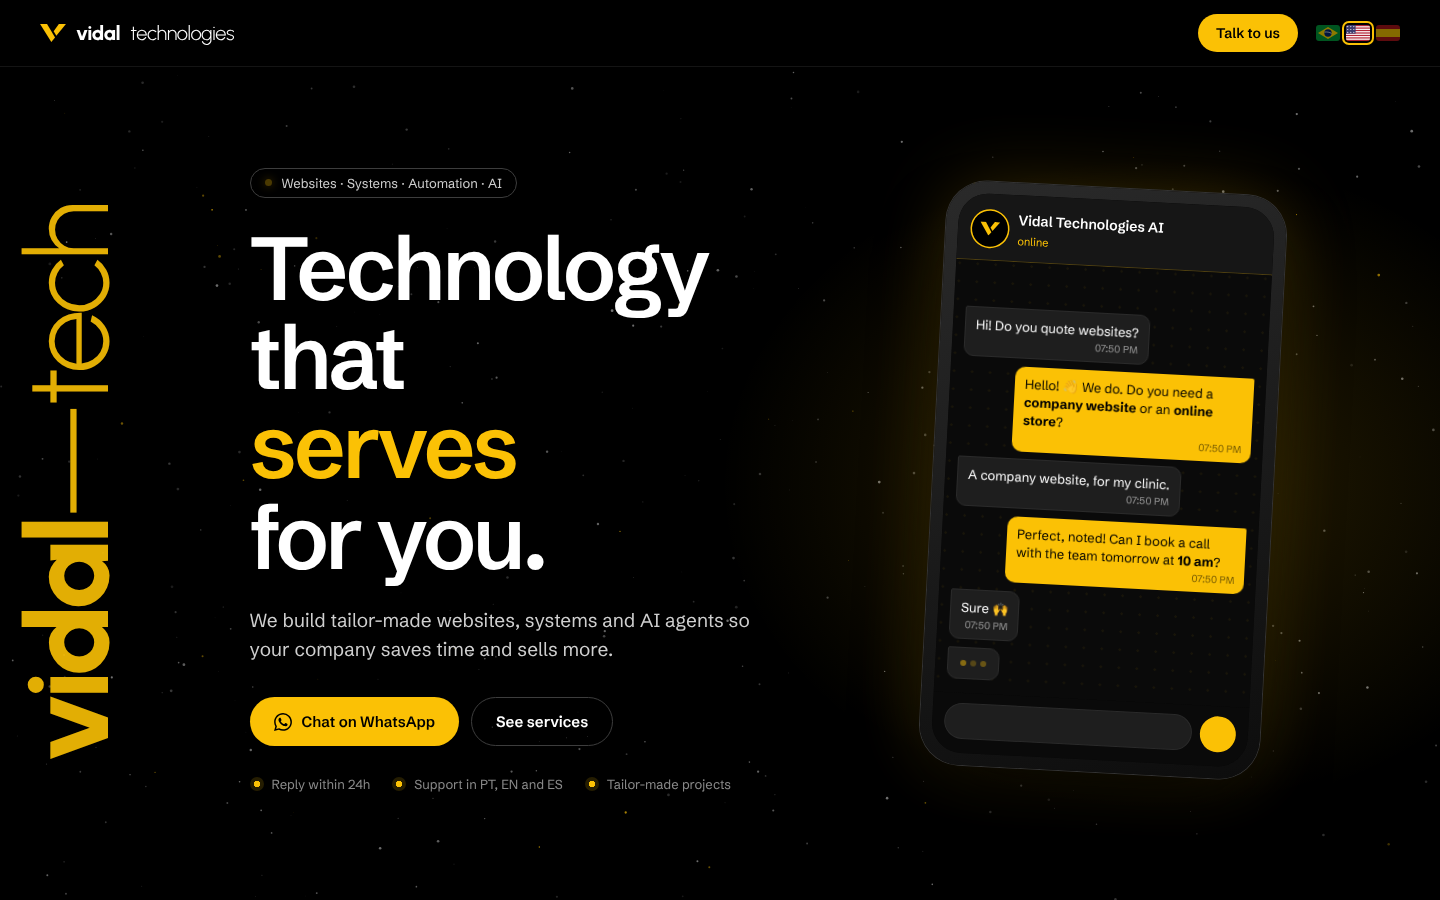 vidal technologies
Talk to us
vidal—tech
Websites · Systems · Automation · AI
Technology
that
serves
for you.
We build tailor-made websites, systems and AI agents so
your company saves time and sells more.
Chat on WhatsApp
See services
Reply within 24h
Support in PT, EN and ES
Tailor-made projects
Vidal Technologies AI
online
Hi! Do you quote websites?
07:50 PM
Hello! 👋 We do. Do you need a
company website or an online
store?
07:50 PM
A company website, for my clinic.
07:50 PM
Perfect, noted! Can I book a call
with the team tomorrow at 10 am?
07:50 PM
Sure 🙌
07:50 PM